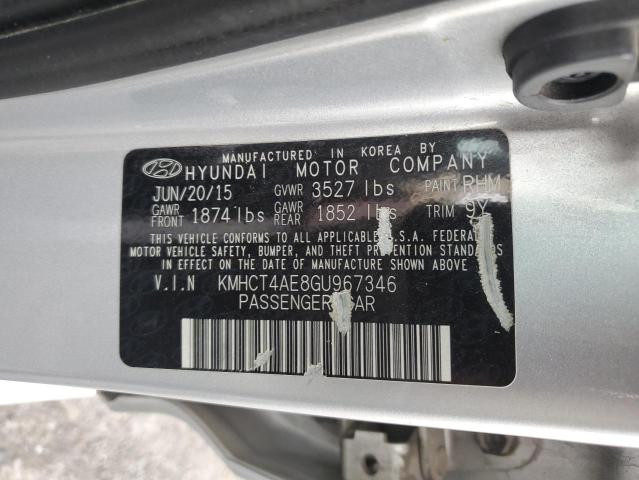 MANUFACTURED IN KOREA BY
HYUNDAI MOTOR COMPANY
JUN/20/15 GVWR 3527 lbs PAINT RHM
GAWR FRONT 1874 lbs GAWR REAR 1852 lbs TRIM 9Y
THIS VEHICLE CONFORMS TO ALL APPLICABLE U.S.A. FEDERAL
MOTOR VEHICLE SAFETY, BUMPER, AND THEFT PREVENTION STANDARDS
IN EFFECT ON THE DATE OF MANUFACTURE SHOWN ABOVE.
V.I.N KMHCT4AE8GU967346
PASSENGER CAR